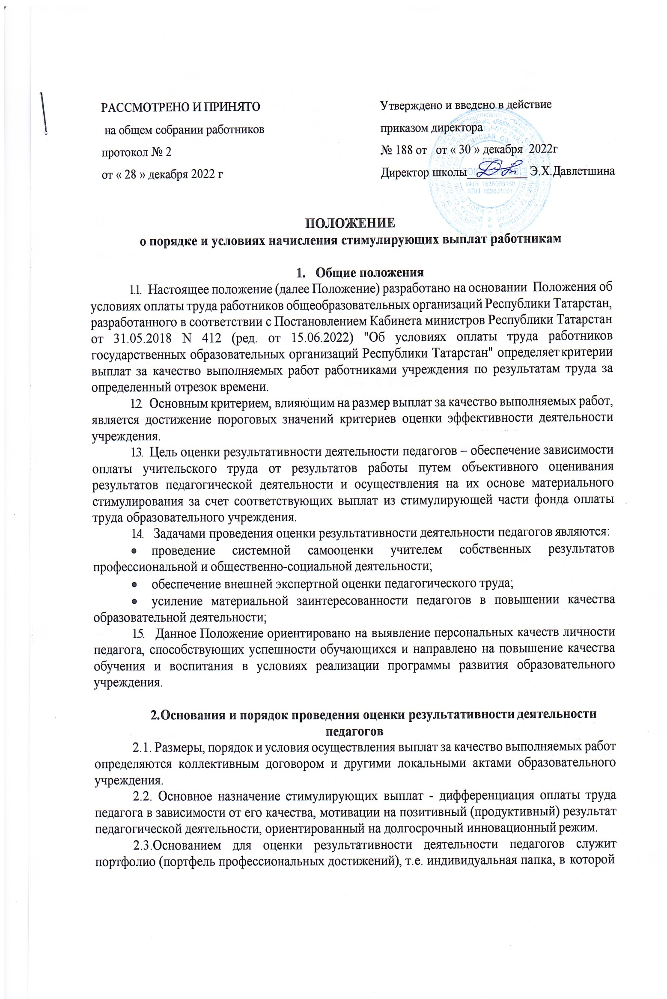 РАССМОТРЕНО И ПРИНЯТО
на общем собрании работников
протокол № 2
от « 28 » декабря 2022 г
Утверждено и введено в действие
приказом директора
№ 188 от от « 30 » декабря 2022г
Директор школы__________ Э.Х.Давлетшина
ИНН 1636003150
КПП 163601001
ПОЛОЖЕНИЕ
о порядке и условиях начисления стимулирующих выплат работникам
1. Общие положения
1.1. Настоящее положение (далее Положение) разработано на основании Положения об
условиях оплаты труда работников общеобразовательных организаций Республики Татарстан,
разработанного в соответствии с Постановлением Кабинета министров Республики Татарстан
от 31.05.2018 N 412 (ред. от 15.06.2022) "Об условиях оплаты труда работников
государственных образовательных организаций Республики Татарстан" определяет критерии
выплат за качество выполняемых работ работниками учреждения по результатам труда за
определенный отрезок времени.
1.2. Основным критерием, влияющим на размер выплат за качество выполняемых работ,
является достижение пороговых значений критериев оценки эффективности деятельности
учреждения.
1.3. Цель оценки результативности деятельности педагогов – обеспечение зависимости
оплаты учительского труда от результатов работы путем объективного оценивания
результатов педагогической деятельности и осуществления на их основе материального
стимулирования за счет соответствующих выплат из стимулирующей части фонда оплаты
труда образовательного учреждения.
1.4. Задачами проведения оценки результативности деятельности педагогов являются:
• проведение системной самооценки учителем собственных результатов
профессиональной и общественно-социальной деятельности;
• обеспечение внешней экспертной оценки педагогического труда;
• усиление материальной заинтересованности педагогов в повышении качества
образовательной деятельности;
1.5. Данное Положение ориентировано на выявление персональных качеств личности
педагога, способствующих успешности обучающихся и направлено на повышение качества
обучения и воспитания в условиях реализации программы развития образовательного
учреждения.
2.Основания и порядок проведения оценки результативности деятельности
педагогов
2.1. Размеры, порядок и условия осуществления выплат за качество выполняемых работ
определяются коллективным договором и другими локальными актами образовательного
учреждения.
2.2. Основное назначение стимулирующих выплат - дифференциация оплаты труда
педагога в зависимости от его качества, мотивации на позитивный (продуктивный) результат
педагогической деятельности, ориентированный на долгосрочный инновационный режим.
2.3.Основанием для оценки результативности деятельности педагогов служит
портфолио (портфель профессиональных достижений), т.е. индивидуальная папка, в которой